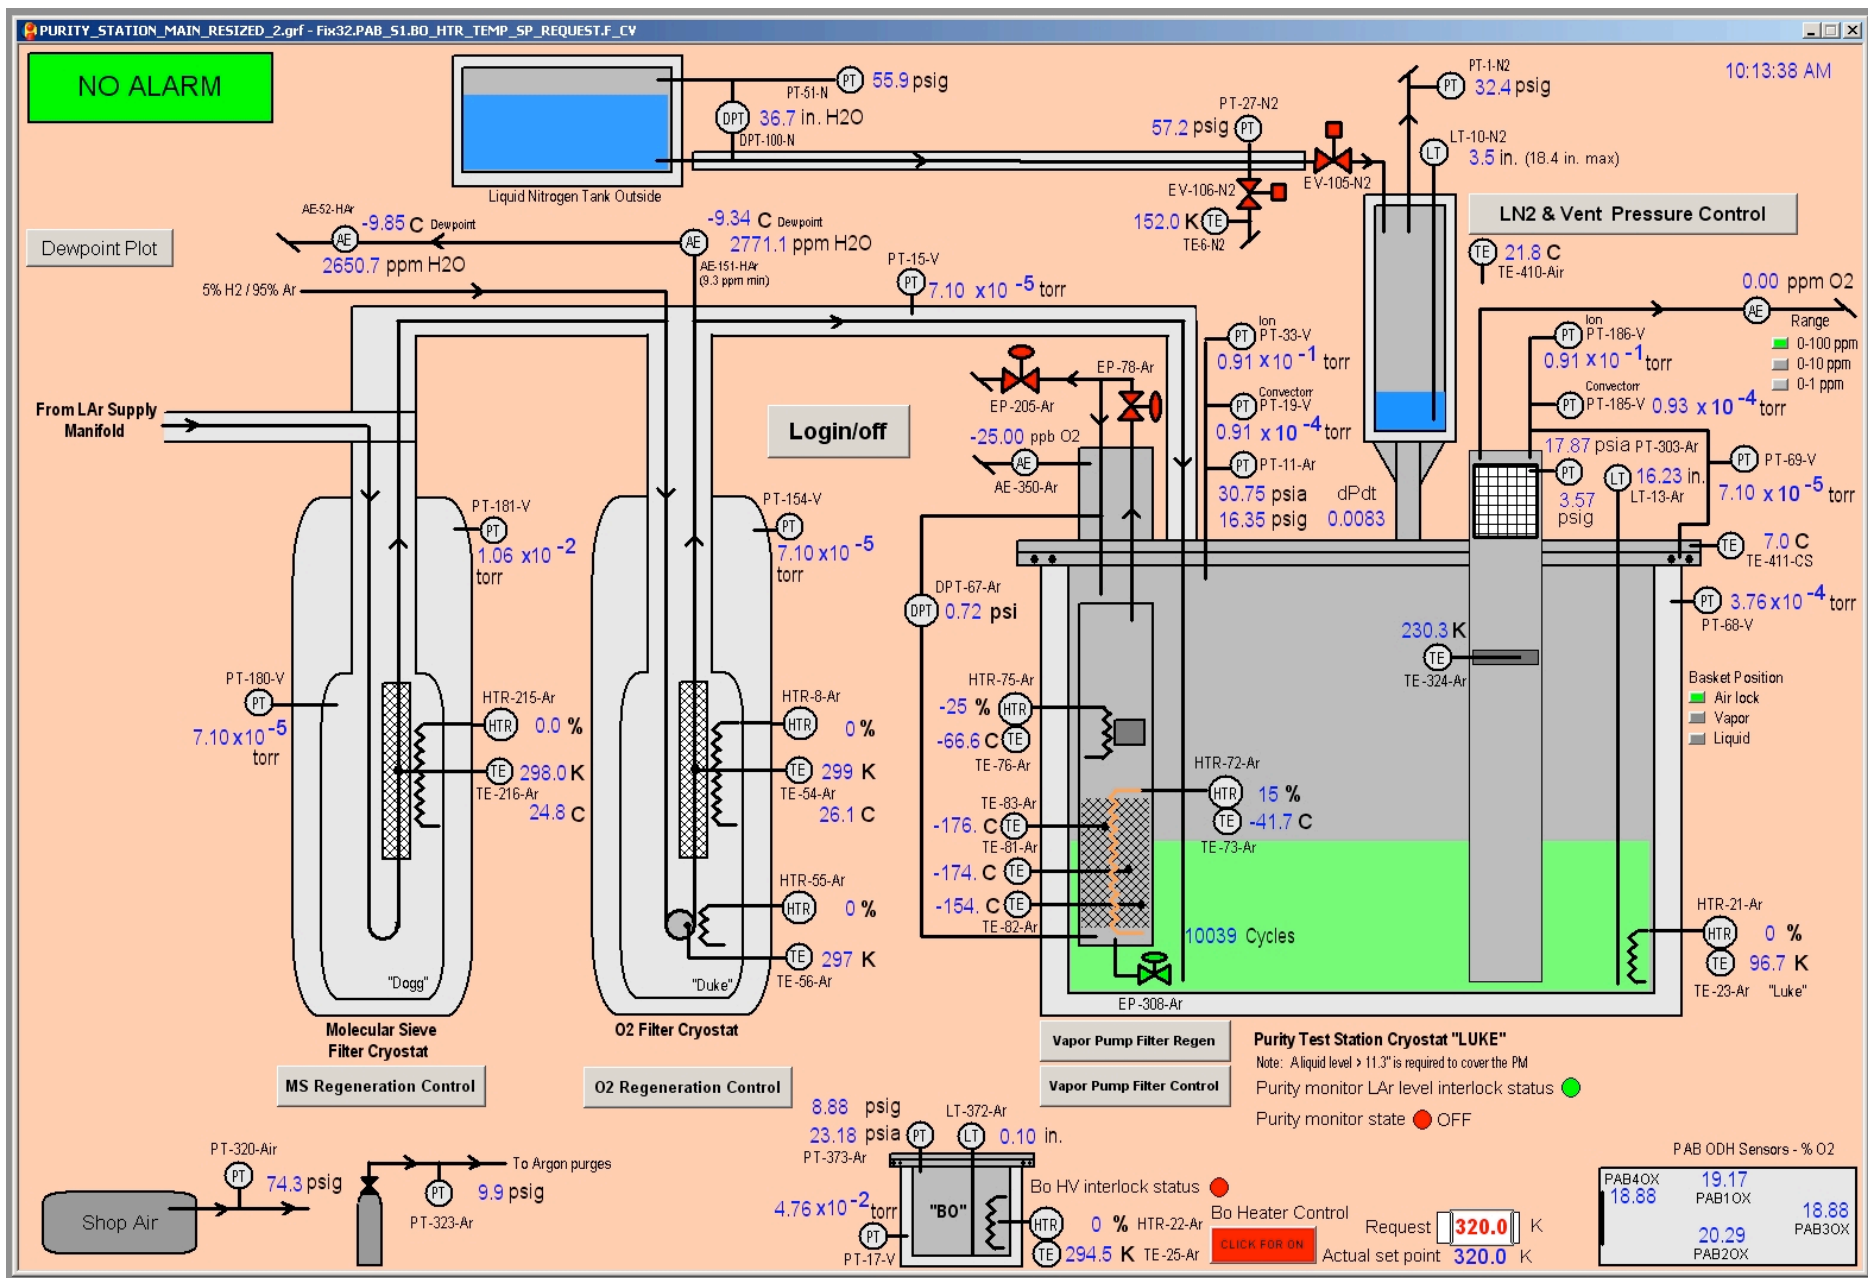 PURITY_STATION_MAIN_RESIZED_2.grf - Fix32.PAB_S1.BO_HTR_TEMP_SP_REQUEST.F_CV
NO ALARM
10:13:38 AM
PT
55.9 psig
PT-51-N
DPT
36.7 in. H2O
DPT-100-N
Liquid Nitrogen Tank Outside
PT-27-N2
57.2 psig PT
EV-106-N2
EV-105-N2
152.0 K TE
TE-6-N2
PT-1-N2
PT 32.4 psig
LT-10-N2
LT 3.5 in. (18.4 in. max)
LN2 & Vent Pressure Control
TE 21.8 C
TE-410-Air
Dewpoint Plot
AE-52-HAr
-9.85 C Dewpoint
AE
2650.7 ppm H2O
-9.34 C Dewpoint
AE 2771.1 ppm H2O
AE-151-HAr
(9.3 ppm min)
5% H2 / 95% Ar
PT-15-V
PT 7.10 x10 -5 torr
0.00 ppm O2
AE
Range
0-100 ppm
0-10 ppm
0-1 ppm
Ion
PT PT-33-V
0.91 x10 -1 torr
Convectorr
PT PT-19-V
0.91 x 10 -4 torr
PT PT-11-Ar
30.75 psia
16.35 psig
dPdt
0.0083
Ion
PT PT-186-V
0.91 x10 -1 torr
Convectorr
PT PT-185-V 0.93 x 10 -4 torr
EP-78-Ar
EP-205-Ar
-25.00 ppb O2
AE
AE-350-Ar
From LAr Supply
Manifold
Login/off
17.87 psia PT-303-Ar
PT
3.57
psig
LT 16.23 in.
LT-13-Ar
PT PT-69-V
7.10 x10 -5 torr
TE 7.0 C
TE-411-CS
PT 3.76 x10 -4 torr
PT-68-V
PT-181-V
PT
1.06 x10 -2
torr
PT-154-V
PT
7.10 x10 -5
torr
DPT-67-Ar
DPT 0.72 psi
230.3 K
TE
TE-324-Ar
Basket Position
Air lock
Vapor
Liquid
PT-180-V
PT
7.10 x10 -5
torr
HTR-215-Ar
HTR 0.0 %
TE 298.0 K
TE-216-Ar
24.8 C
HTR-8-Ar
HTR 0 %
TE 299 K
TE-54-Ar
26.1 C
HTR-55-Ar
HTR 0 %
TE 297 K
TE-56-Ar
HTR-75-Ar
-25 % HTR
-66.6 C TE
TE-76-Ar
HTR-72-Ar
HTR 15 %
TE -41.7 C
TE-73-Ar
TE-83-Ar
-176. C TE
TE-81-Ar
-174. C TE
-154. C TE
TE-82-Ar
10039 Cycles
EP-308-Ar
HTR-21-Ar
HTR 0 %
TE 96.7 K
TE-23-Ar "Luke"
"Dogg"
"Duke"
Molecular Sieve
Filter Cryostat
O2 Filter Cryostat
MS Regeneration Control
O2 Regeneration Control
Vapor Pump Filter Regen
Vapor Pump Filter Control
Purity Test Station Cryostat "LUKE"
Note: A liquid level > 11.3" is required to cover the PM
Purity monitor LAr level interlock status
Purity monitor state OFF
8.88 psig
23.18 psia PT
PT-373-Ar
LT-372-Ar
LT 0.10 in.
4.76 x10 -2 torr
PT
PT-17-V
"BO"
HTR 0 % HTR-22-Ar
TE 294.5 K TE-25-Ar
Bo HV interlock status
Bo Heater Control
CLICK FOR ON
Request 320.0 K
Actual set point 320.0 K
PT-320-Air
PT 74.3 psig
Shop Air
To Argon purges
PT 9.9 psig
PT-323-Ar
PAB ODH Sensors - % O2
PAB4OX
18.88
19.17
PAB1OX
18.88
PAB3OX
20.29
PAB2OX